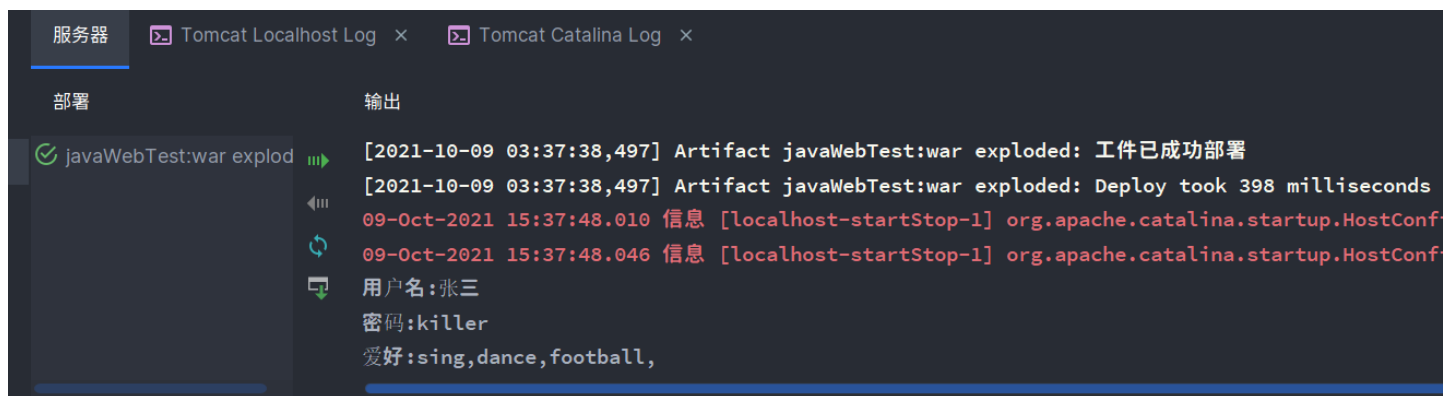 服务器 Tomcat Localhost Log × Tomcat Catalina Log ×
部署 输出
javaWebTest:war explod
[2021-10-09 03:37:38,497] Artifact javaWebTest:war exploded: 工件已成功部署
[2021-10-09 03:37:38,497] Artifact javaWebTest:war exploded: Deploy took 398 milliseconds
09-Oct-2021 15:37:48.010 信息 [localhost-startStop-1] org.apache.catalina.startup.HostConf
09-Oct-2021 15:37:48.046 信息 [localhost-startStop-1] org.apache.catalina.startup.HostConf
用户名:张三
密码:killer
爱好:sing,dance,football,